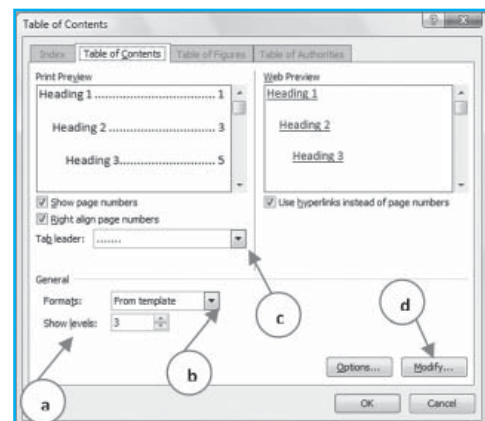 Table of Contents
Index Table of Contents Table of Figures Table of Authorities
Print Preview
Heading 1 ................................ 1
Heading 2 ........................... 3
Heading 3......................... 5
Web Preview
Heading 1
Heading 2
Heading 3
Show page numbers
Right align page numbers
Use hyperlinks instead of page numbers
Tab leader: .......
General
Formats: From template
Show levels: 3
a
b
c
d
Options... Modify...
OK Cancel